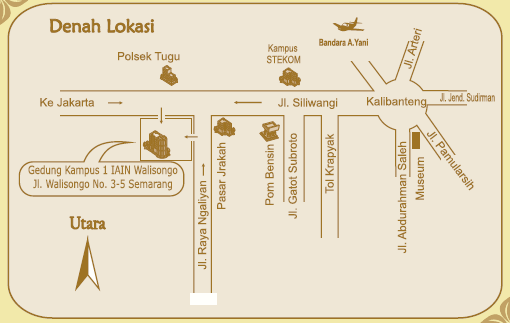 Denah Lokasi
Bandara A.Yani
Jl. Arteri
Polsek Tugu
Kampus
STEKOM
Ke Jakarta
Jl. Siliwangi
Kalibanteng
Jl. Jend. Sudirman
Gedung Kampus 1 IAIN Walisongo
Jl. Walisongo No. 3-5 Semarang
Jl. Raya Ngaliyan
Pasar Jrakah
Pom Bensin
Jl. Gatot Subroto
Tol Krapyak
Jl. Abdurahman Saleh
Museum
Jl. Pamularsih
Utara